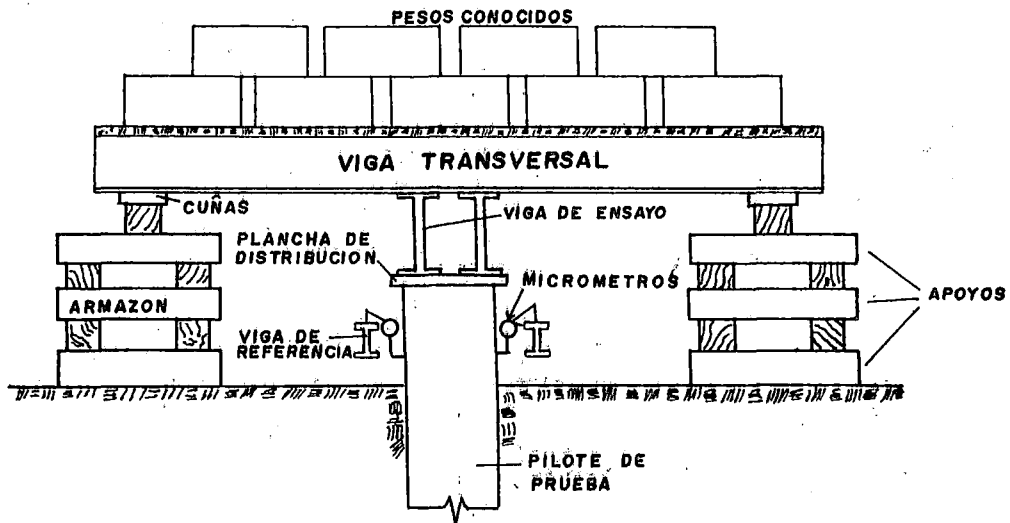 PESOS CONOCIDOS
VIGA TRANSVERSAL
CUÑAS
VIGA DE ENSAYO
PLANCHA DE
DISTRIBUCION
MICROMETROS
ARMAZON
APOYOS
VIGA DE
REFERENCIA
PILOTE DE
PRUEBA